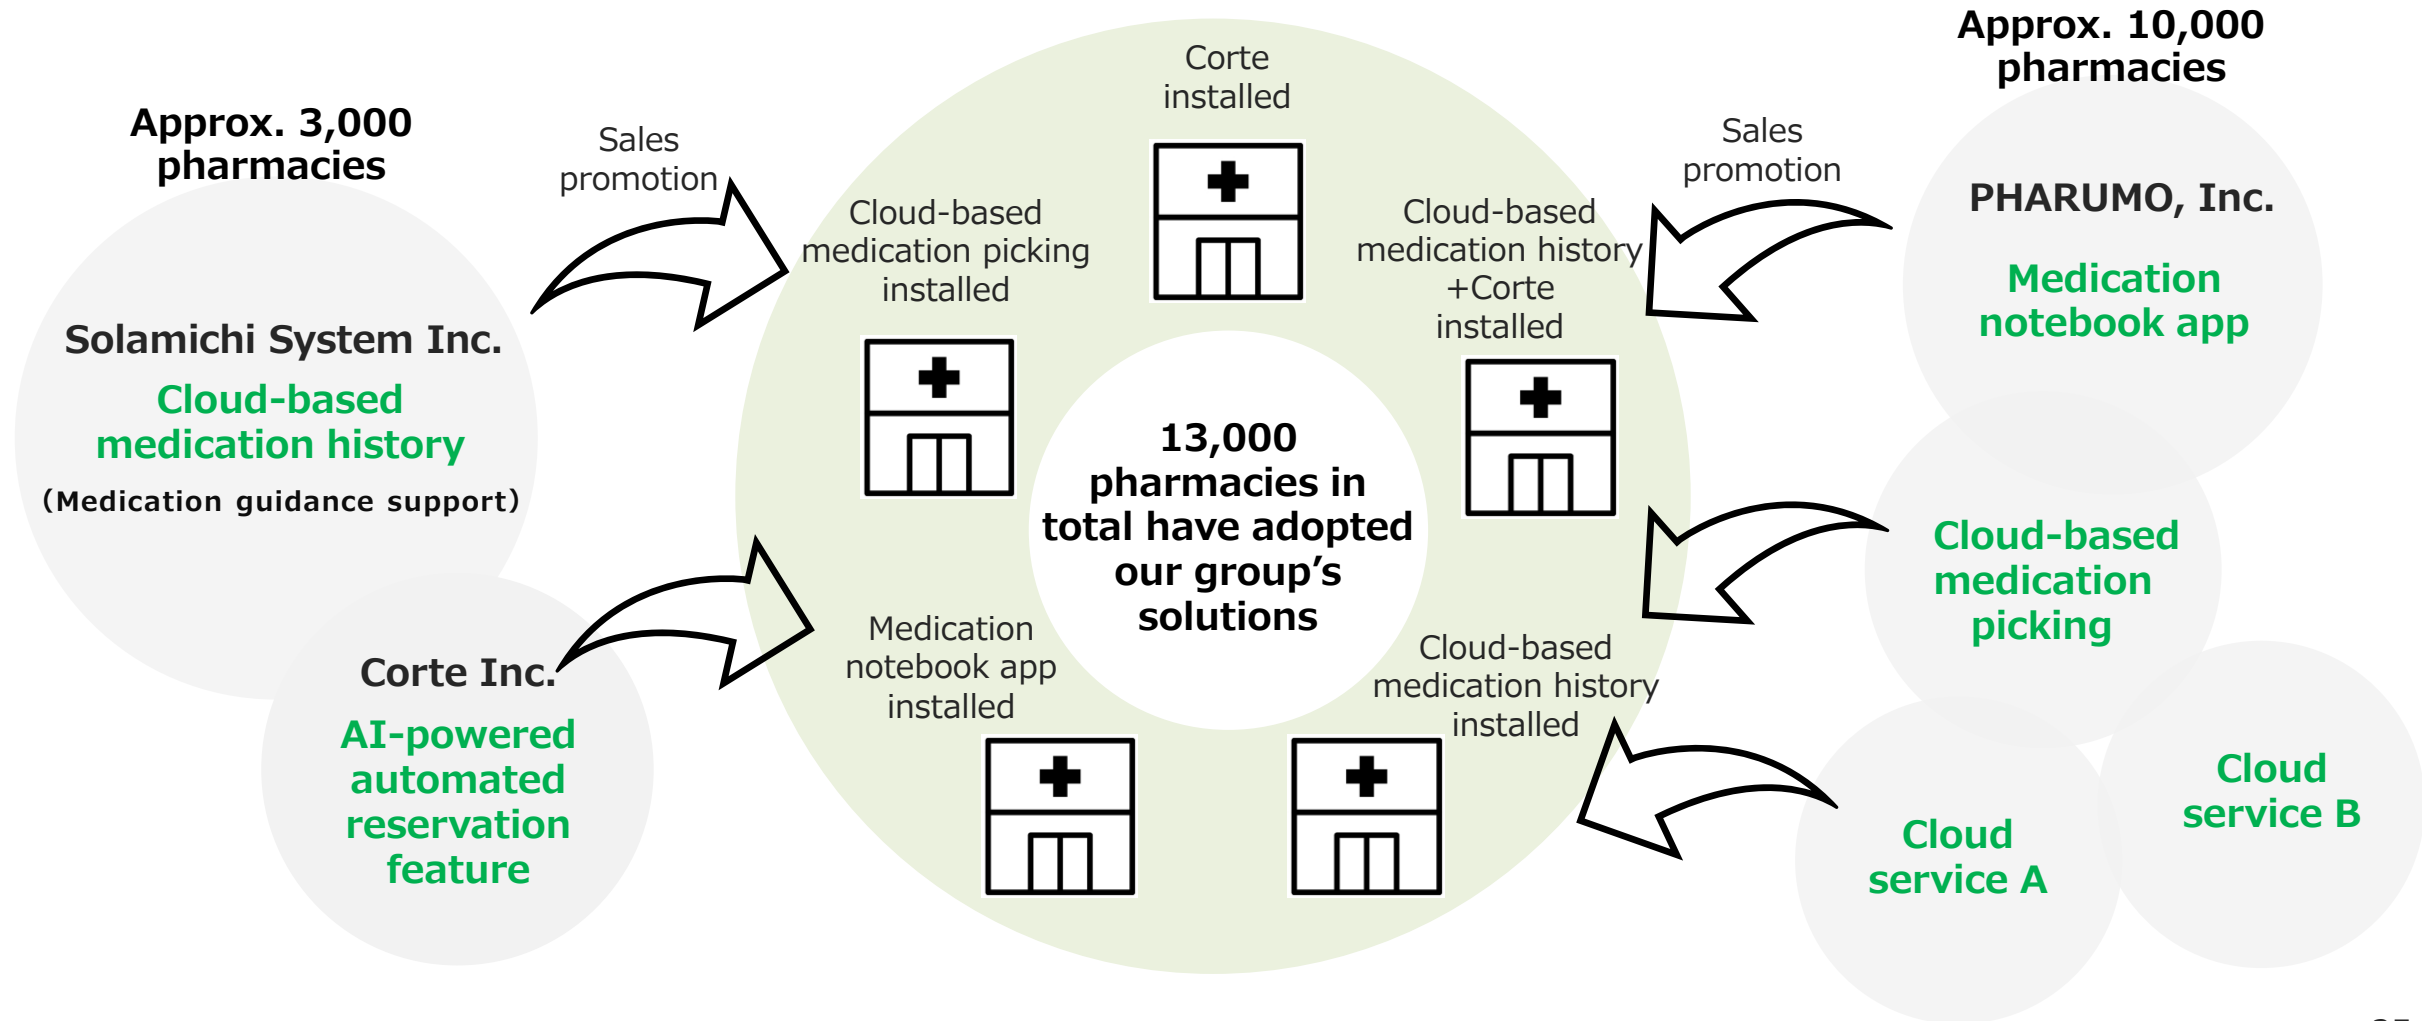 Approx. 3,000
pharmacies
Solamichi System Inc.
Cloud-based
medication history
(Medication guidance support)
Corte Inc.
AI-powered
automated
reservation
feature
Sales
promotion
Corte
installed
Cloud-based
medication picking
installed
Cloud-based
medication history
+Corte
installed
13,000
pharmacies in
total have adopted
our group’s
solutions
Medication
notebook app
installed
Cloud-based
medication history
installed
Sales
promotion
Approx. 10,000
pharmacies
PHARUMO, Inc.
Medication
notebook app
Cloud-based
medication
picking
Cloud
service A
Cloud
service B